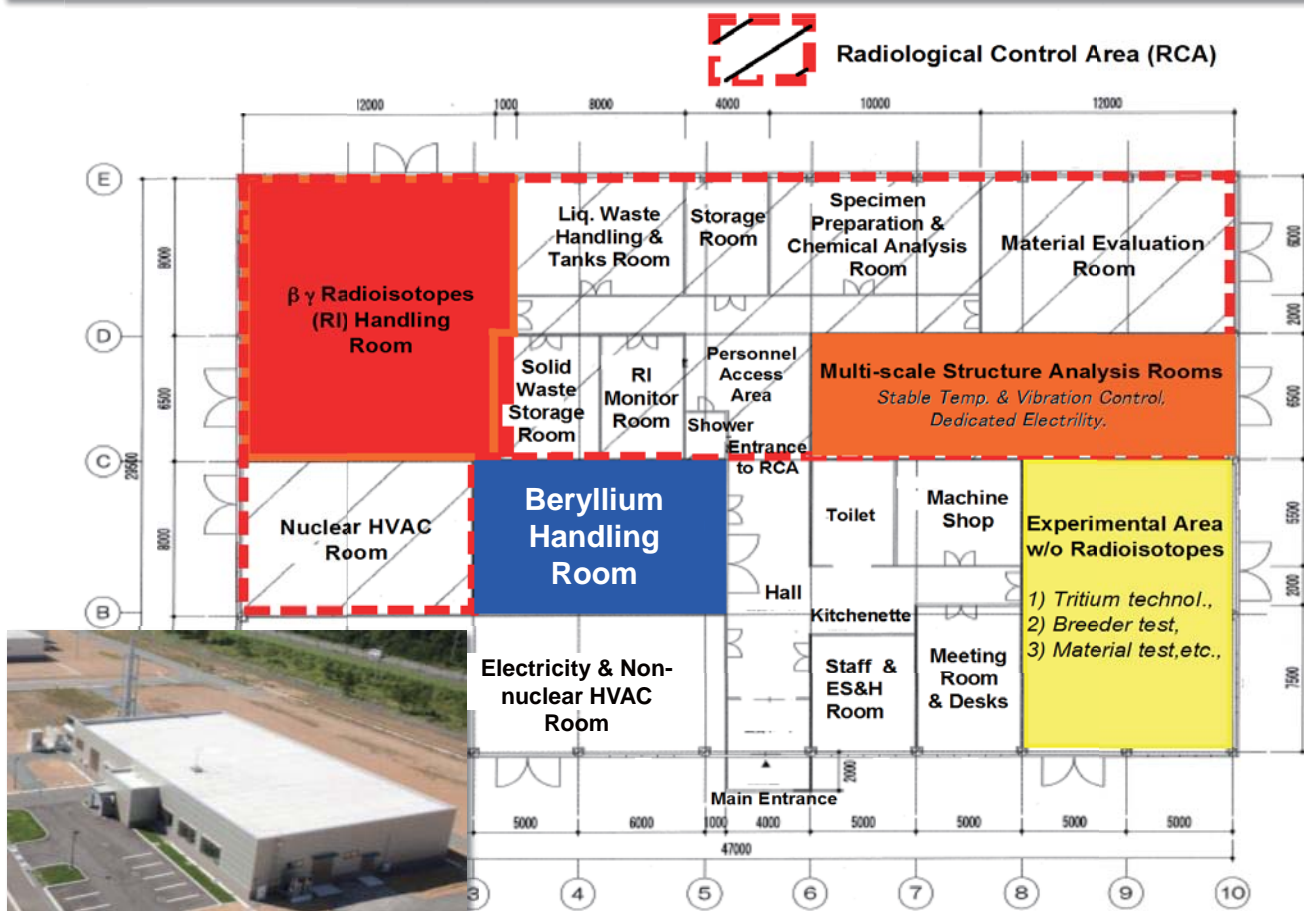 Radiological Control Area (RCA)
12000
1000
8000
4000
10000
12000
E
D
C
B
8000
6500
29500
8000
6000
2000
6500
5500
2000
7500
β γ Radioisotopes
(RI) Handling
Room
Liq. Waste
Handling &
Tanks Room
Storage
Room
Specimen
Preparation &
Chemical Analysis
Room
Material Evaluation
Room
Solid
Waste
Storage
Room
RI
Monitor
Room
Personnel
Access
Area
Shower
Entrance
to RCA
Multi-scale Structure Analysis Rooms
Stable Temp. & Vibration Control,
Dedicated Electrility.
Nuclear HVAC
Room
Beryllium
Handling
Room
Toilet
Machine
Shop
Experimental Area
w/o Radioisotopes
1) Tritium technol.,
2) Breeder test,
3) Material test,etc.,
Hall
Kitchenette
Electricity & Non-
nuclear HVAC
Room
Staff &
ES&H
Room
Meeting
Room
& Desks
2000
Main Entrance
5000
6000
1000
4000
5000
5000
5000
5000
47000
3
4
5
6
7
8
9
10